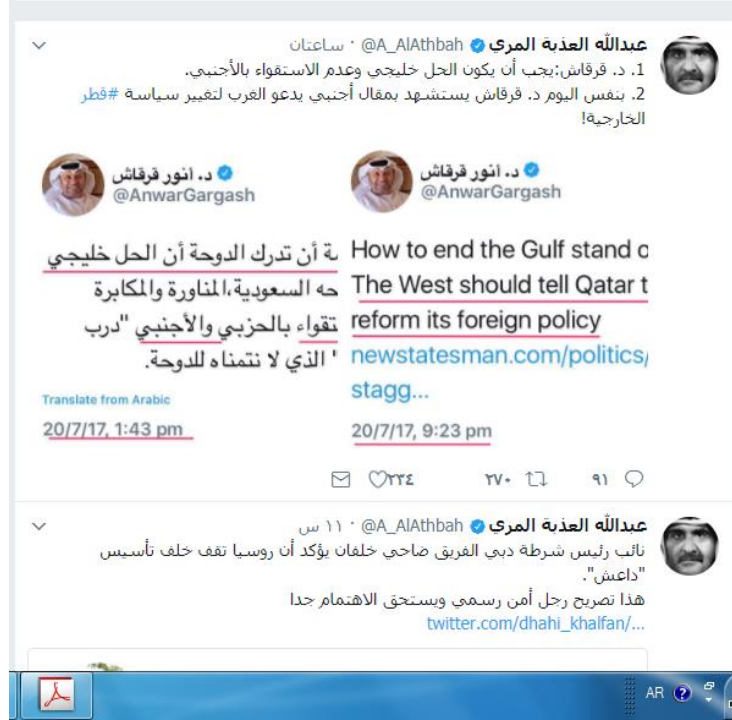 عبدالله العذبة المري @A_AlAthbah · ساعتان
1. د. قرقاش:يجب أن يكون الحل خليجي وعدم الاستقواء بالأجنبي.
2. بنفس اليوم د. قرقاش يستشهد بمقال أجنبي يدعو الغرب لتغيير سياسة #قطر
الخارجية!
د. أنور قرقاش
@AnwarGargash
How to end the Gulf stand o
The West should tell Qatar t
reform its foreign policy
newstatesman.com/politics/
stagg...
20/7/17, 9:23 pm
د. أنور قرقاش
@AnwarGargash
أن تدرك الدوحة أن الحل خليجي
حه السعودية،المناورة والمكابرة
تقواء بالحزبي والأجنبي "درب
" الذي لا نتمناه للدوحة.
Translate from Arabic
20/7/17, 1:43 pm
٩١ ٢٧٠ ٢٣٤
عبدالله العذبة المري @A_AlAthbah · ١١ س
نائب رئيس شرطة دبي الفريق ضاحي خلفان يؤكد أن روسيا تقف خلف تأسيس
"داعش".
هذا تصريح رجل أمن رسمي ويستحق الاهتمام جدا
twitter.com/dhahi_khalfan/...
AR